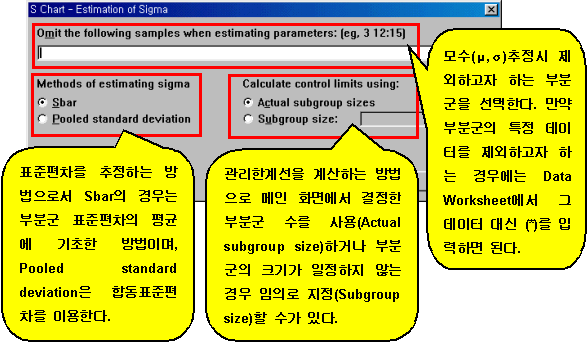 S Chart - Estimation of Sigma
Omit the following samples when estimating parameters: (eg, 3 12:15)
Methods of estimating sigma
Sbar
Pooled standard deviation
Calculate control limits using:
Actual subgroup sizes
Subgroup size:
모수(μ,σ)추정시 제
외하고자 하는 부분
군을 선택한다. 만약
부분군의 특정 데이
터를 제외하고자 하
는 경우에는 Data
Worksheet에서 그
데이터 대신 (*)를 입
력하면 된다.
표준편차를 추정하는 방
법으로서 Sbar의 경우는
부분군 표준편차의 평균
에 기초한 방법이며,
Pooled standard
deviation은 합동표준편
차를 이용한다.
관리한계선을 계산하는 방법
으로 메인 화면에서 결정한
부분군 수를 사용(Actual
subgroup size)하거나 부분
군의 크기가 일정하지 않는
경우 임의로 지정(Subgroup
size)할 수가 있다.